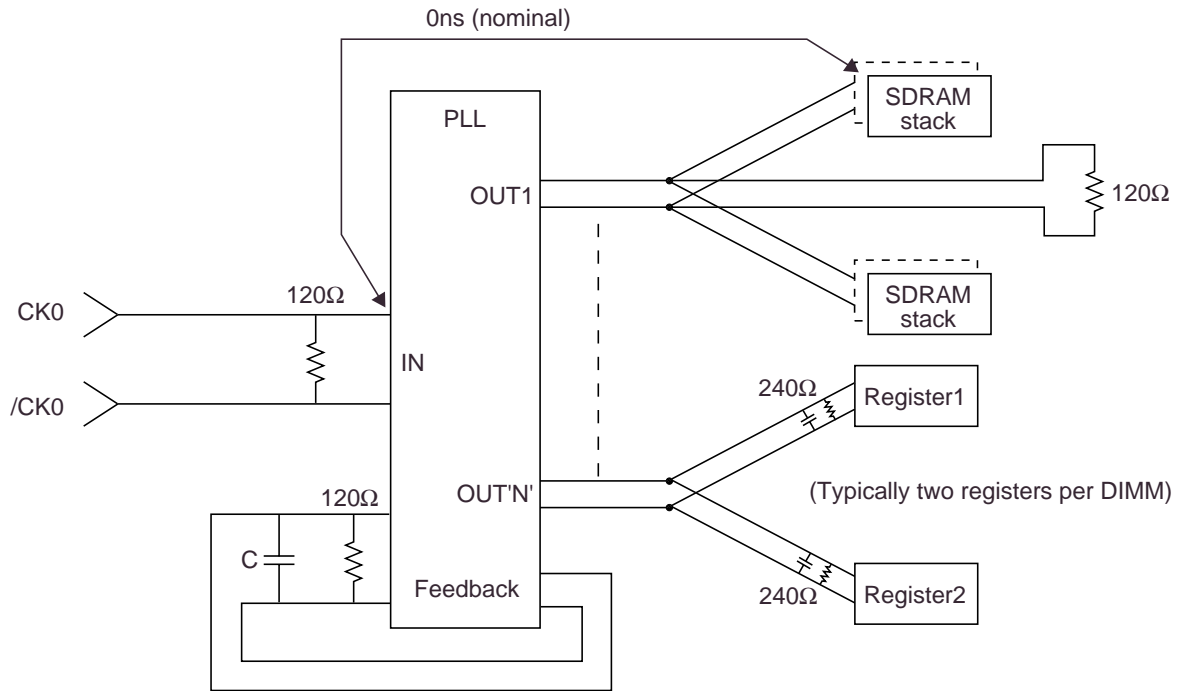 0ns (nominal)
PLL
SDRAM
stack
OUT1
120Ω
SDRAM
stack
120Ω
CK0
IN
/CK0
240Ω
Register1
120Ω
OUT'N'
(Typically two registers per DIMM)
C
Feedback
240Ω
Register2